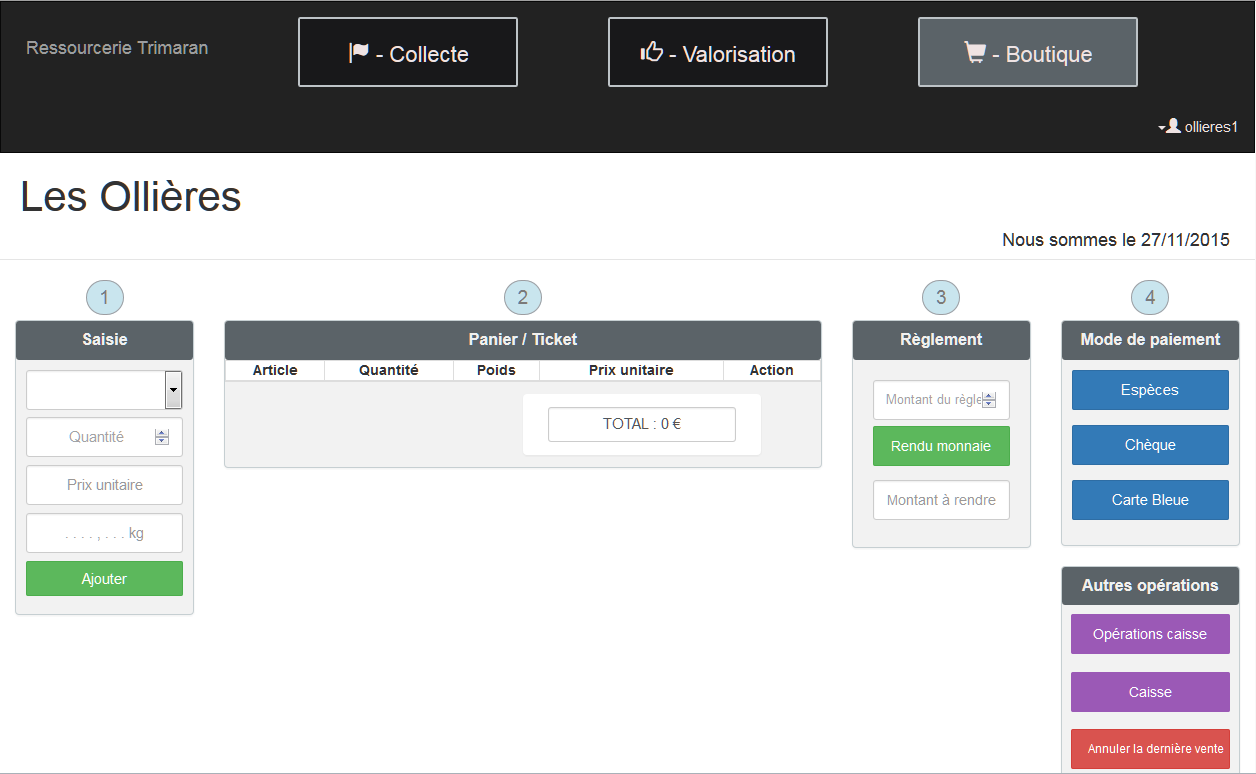 Ressourcerie Trimaran
- Collecte
- Valorisation
- Boutique
ollieres1
Les Ollières
Nous sommes le 27/11/2015
1
Saisie
Quantité
Prix unitaire
. . . . , . . . kg
Ajouter
2
Panier / Ticket
Article Quantité Poids Prix unitaire Action
TOTAL : 0 €
3
Règlement
Montant du règle
Rendu monnaie
Montant à rendre
4
Mode de paiement
Espèces
Chèque
Carte Bleue
Autres opérations
Opérations caisse
Caisse
Annuler la dernière vente